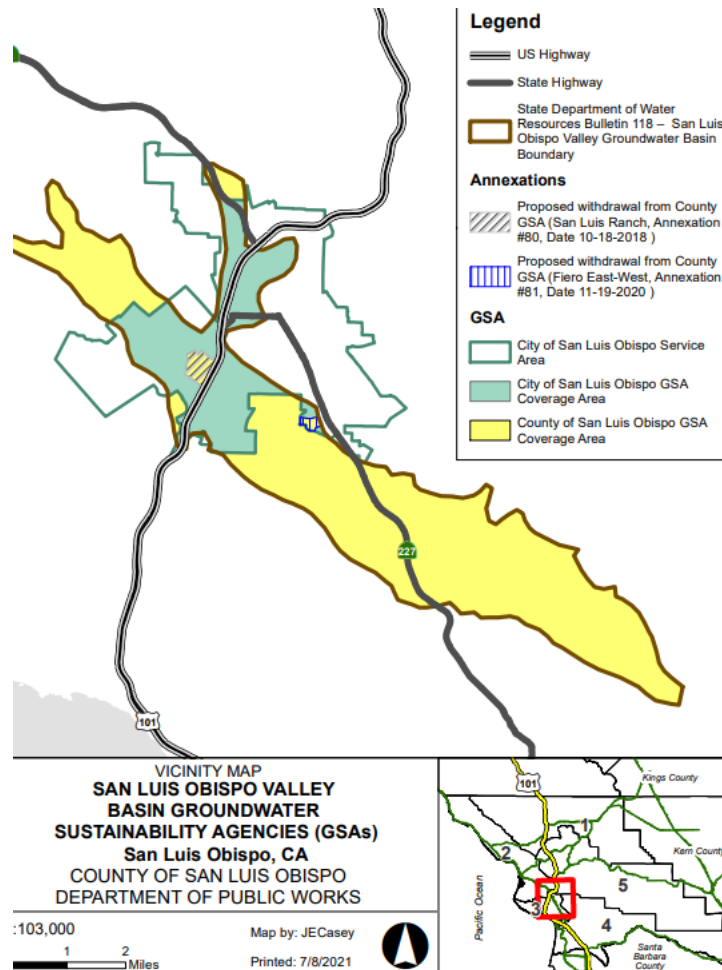 Legend
US Highway
State Highway
State Department of Water
Resources Bulletin 118 – San Luis
Obispo Valley Groundwater Basin
Boundary
Annexations
Proposed withdrawal from County
GSA (San Luis Ranch, Annexation
#80, Date 10-18-2018 )
Proposed withdrawal from County
GSA (Fiero East-West, Annexation
#81, Date 11-19-2020 )
GSA
City of San Luis Obispo Service
Area
City of San Luis Obispo GSA
Coverage Area
County of San Luis Obispo GSA
Coverage Area
227
101
VICINITY MAP
SAN LUIS OBISPO VALLEY
BASIN GROUNDWATER
SUSTAINABILITY AGENCIES (GSAs)
San Luis Obispo, CA
COUNTY OF SAN LUIS OBISPO
DEPARTMENT OF PUBLIC WORKS
:103,000
1 2
Miles
Map by: JECasey
Printed: 7/8/2021
101
Kings County
1
2
Kern County
5
3
4
Pacific Ocean
Santa
Barbara
County